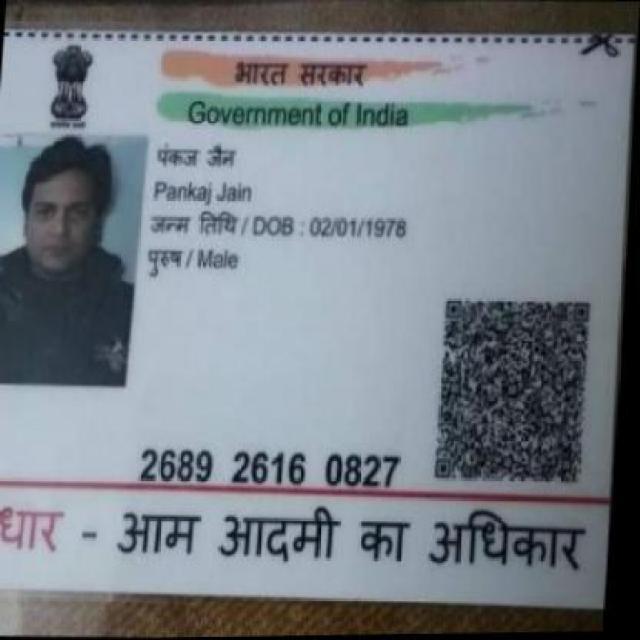 भारत सरकार
Government of India
पंकज जैन
Pankaj Jain
जन्म तिथि / DOB : 02/01/1978
पुरुष / Male
2689 2616 0827
धार - आम आदमी का अधिकार